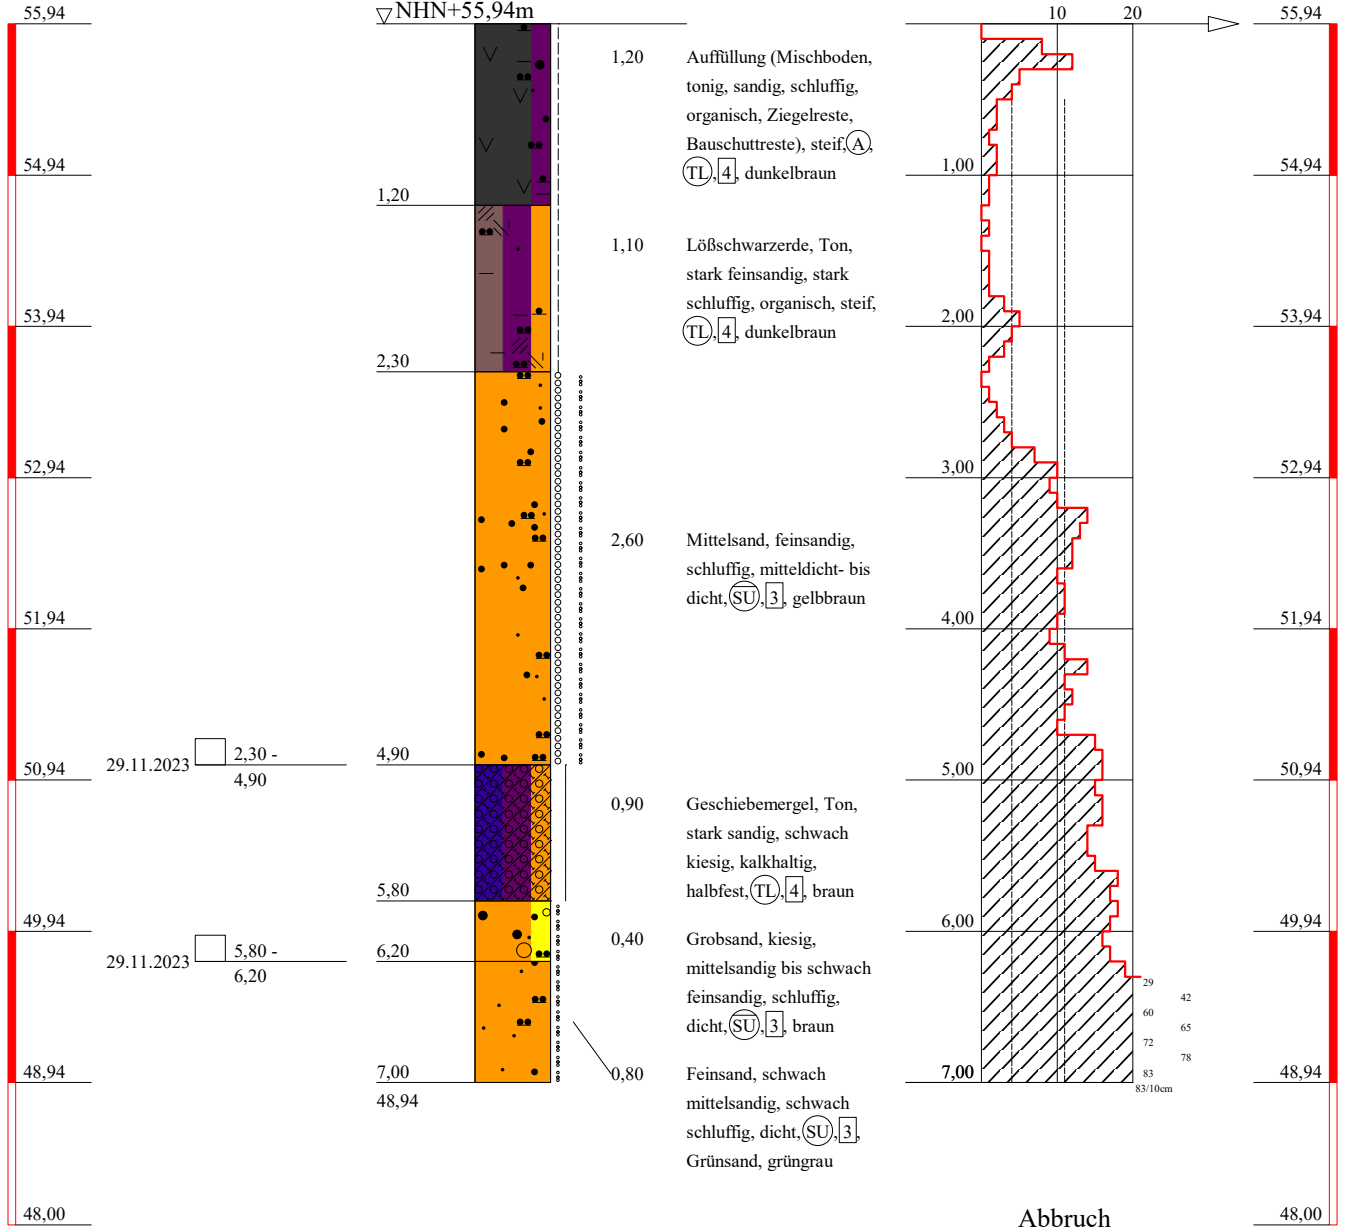 55,94
54,94
53,94
52,94
51,94
50,94
49,94
48,94
48,00
29.11.2023
2,30 -
4,90
29.11.2023
5,80 -
6,20
NHN+55,94m
1,20
2,30
4,90
5,80
6,20
7,00
48,94
1,20
Auffüllung (Mischboden,
tonig, sandig, schluffig,
organisch, Ziegelreste,
Bauschuttreste), steif, A,
TL, 4, dunkelbraun
1,10
Lößschwarzerde, Ton,
stark feinsandig, stark
schluffig, organisch, steif,
TL, 4, dunkelbraun
2,60
Mittelsand, feinsandig,
schluffig, mitteldicht- bis
dicht, S̅U̅, 3, gelbbraun
0,90
Geschiebemergel, Ton,
stark sandig, schwach
kiesig, kalkhaltig,
halbfest, TL, 4, braun
0,40
Grobsand, kiesig,
mittelsandig bis schwach
feinsandig, schluffig,
dicht, S̅U̅, 3, braun
0,80
Feinsand, schwach
mittelsandig, schwach
schluffig, dicht, SU, 3,
Grünsand, grüngrau
10 20
1,00
2,00
3,00
4,00
5,00
6,00
7,00
29
42
60
65
72
78
83
83/10cm
Abbruch
55,94
54,94
53,94
52,94
51,94
50,94
49,94
48,94
48,00